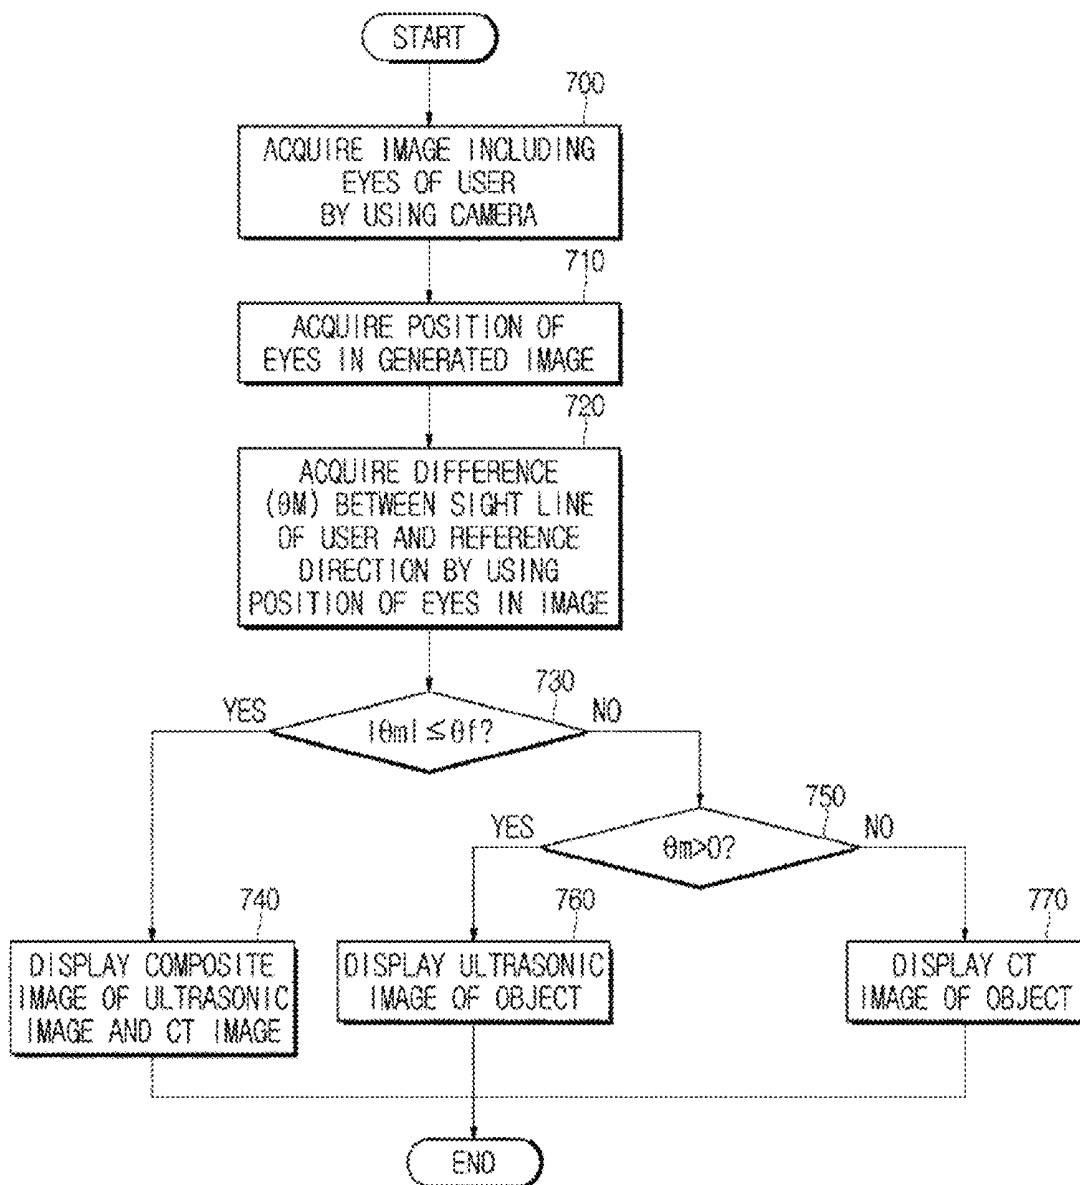 START
700
ACQUIRE IMAGE INCLUDING
EYES OF USER
BY USING CAMERA
710
ACQUIRE POSITION OF
EYES IN GENERATED IMAGE
720
ACQUIRE DIFFERENCE
(θM) BETWEEN SIGHT LINE
OF USER AND REFERENCE
DIRECTION BY USING
POSITION OF EYES IN IMAGE
730
YES
|θm| ≤ θf?
NO
750
YES
θm>0?
NO
740
DISPLAY COMPOSITE
IMAGE OF ULTRASONIC
IMAGE AND CT IMAGE
760
DISPLAY ULTRASONIC
IMAGE OF OBJECT
770
DISPLAY CT
IMAGE OF OBJECT
END